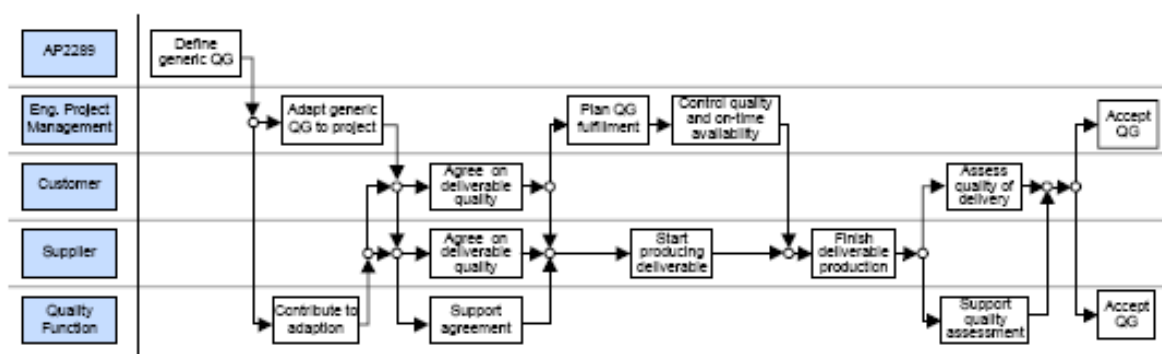 AP2289
Define
generic QG
Eng. Project
Management
Adapt generic
QG to project
Plan QG
fulfillment
Control quality
and on-time
availability
Accept
QG
Customer
Agree on
deliverable
quality
Assess
quality of
delivery
Supplier
Agree on
deliverable
quality
Start
producing
deliverable
Finish
deliverable
production
Quality
Function
Contribute to
adaption
Support
agreement
Support
quality
assessment
Accept
QG